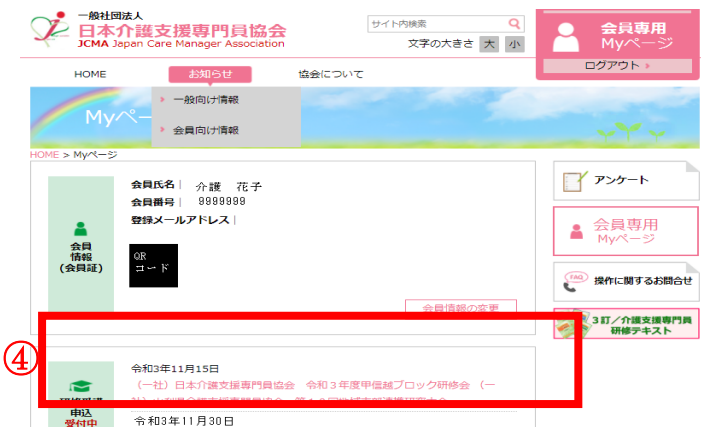 一般社団法人
日本介護支援専門員協会
JCMA Japan Care Manager Association
サイト内検索
文字の大きさ 大 小
会員専用
Myページ
ログアウト
HOME お知らせ 協会について
一般向け情報
会員向け情報
Myペー
HOME > Myページ
会員
情報
(会員証)
会員氏名| 介護 花子
会員番号| 9999999
登録メールアドレス|
QR
コード
会員情報の変更
アンケート
会員専用
Myページ
FAQ 操作に関するお問合せ
3訂/介護支援専門員
研修テキスト
④
申込
受付中
令和3年11月15日
(一社)日本介護支援専門員協会 令和3年度甲信越ブロック研修会 (一
令和3年11月30日